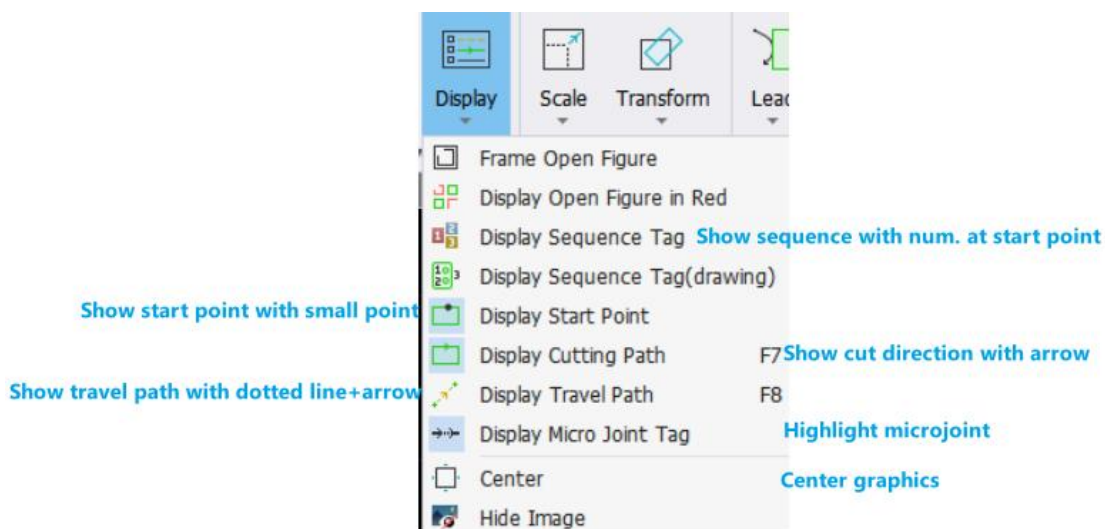 Display Scale Transform Lea
Frame Open Figure
Display Open Figure in Red
Display Sequence Tag Show sequence with num. at start point
Display Sequence Tag(drawing)
Show start point with small point Display Start Point
Display Cutting Path F7 Show cut direction with arrow
Show travel path with dotted line+arrow Display Travel Path F8
Display Micro Joint Tag Highlight microjoint
Center Center graphics
Hide Image